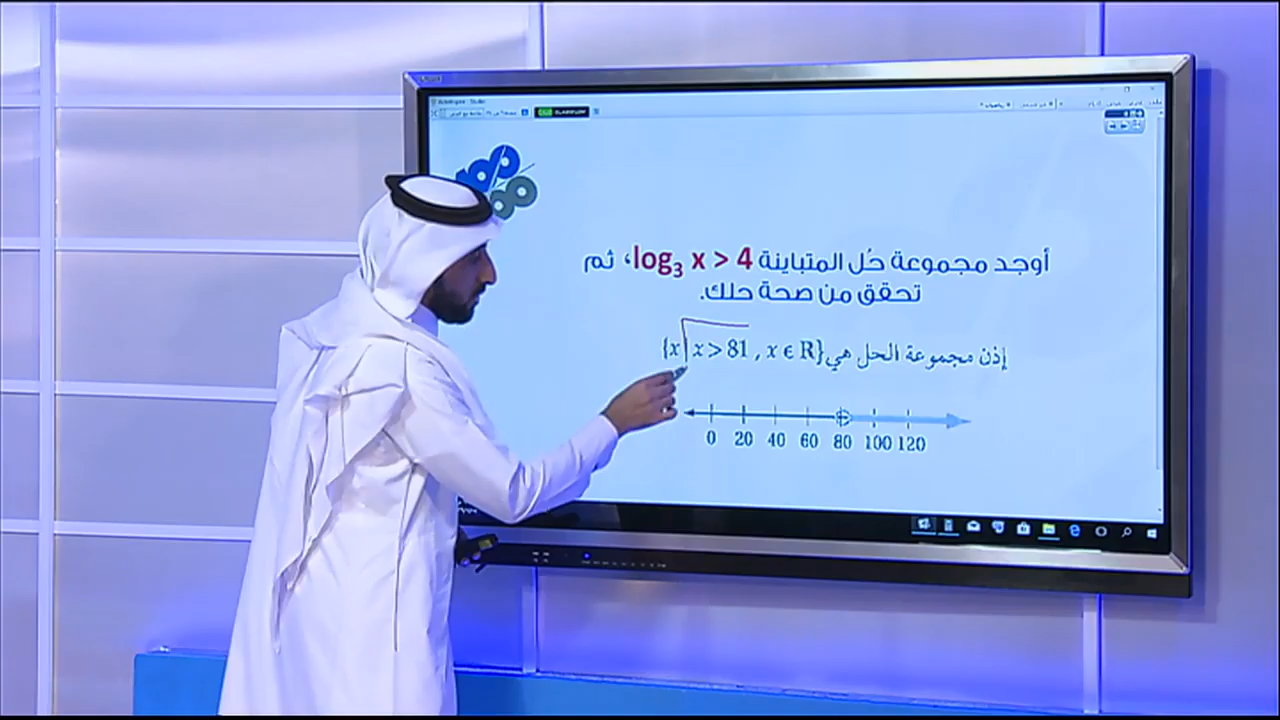 CLASSFLOW
أوجد مجموعة حُل المتباينة log₃ x > 4، ثم
تحقق من صحة حلك.
إذن مجموعة الحل هي {x | x > 81 , x ∈ R}
0 20 40 60 80 100 120